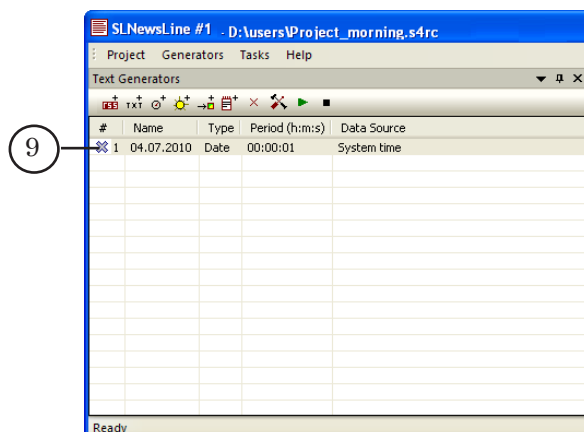 SLNewsLine #1 - D:\users\Project_morning.s4rc
Project Generators Tasks Help
Text Generators
TXT
# Name Type Period (h:m:s) Data Source
9
1 04.07.2010 Date 00:00:01 System time
Ready